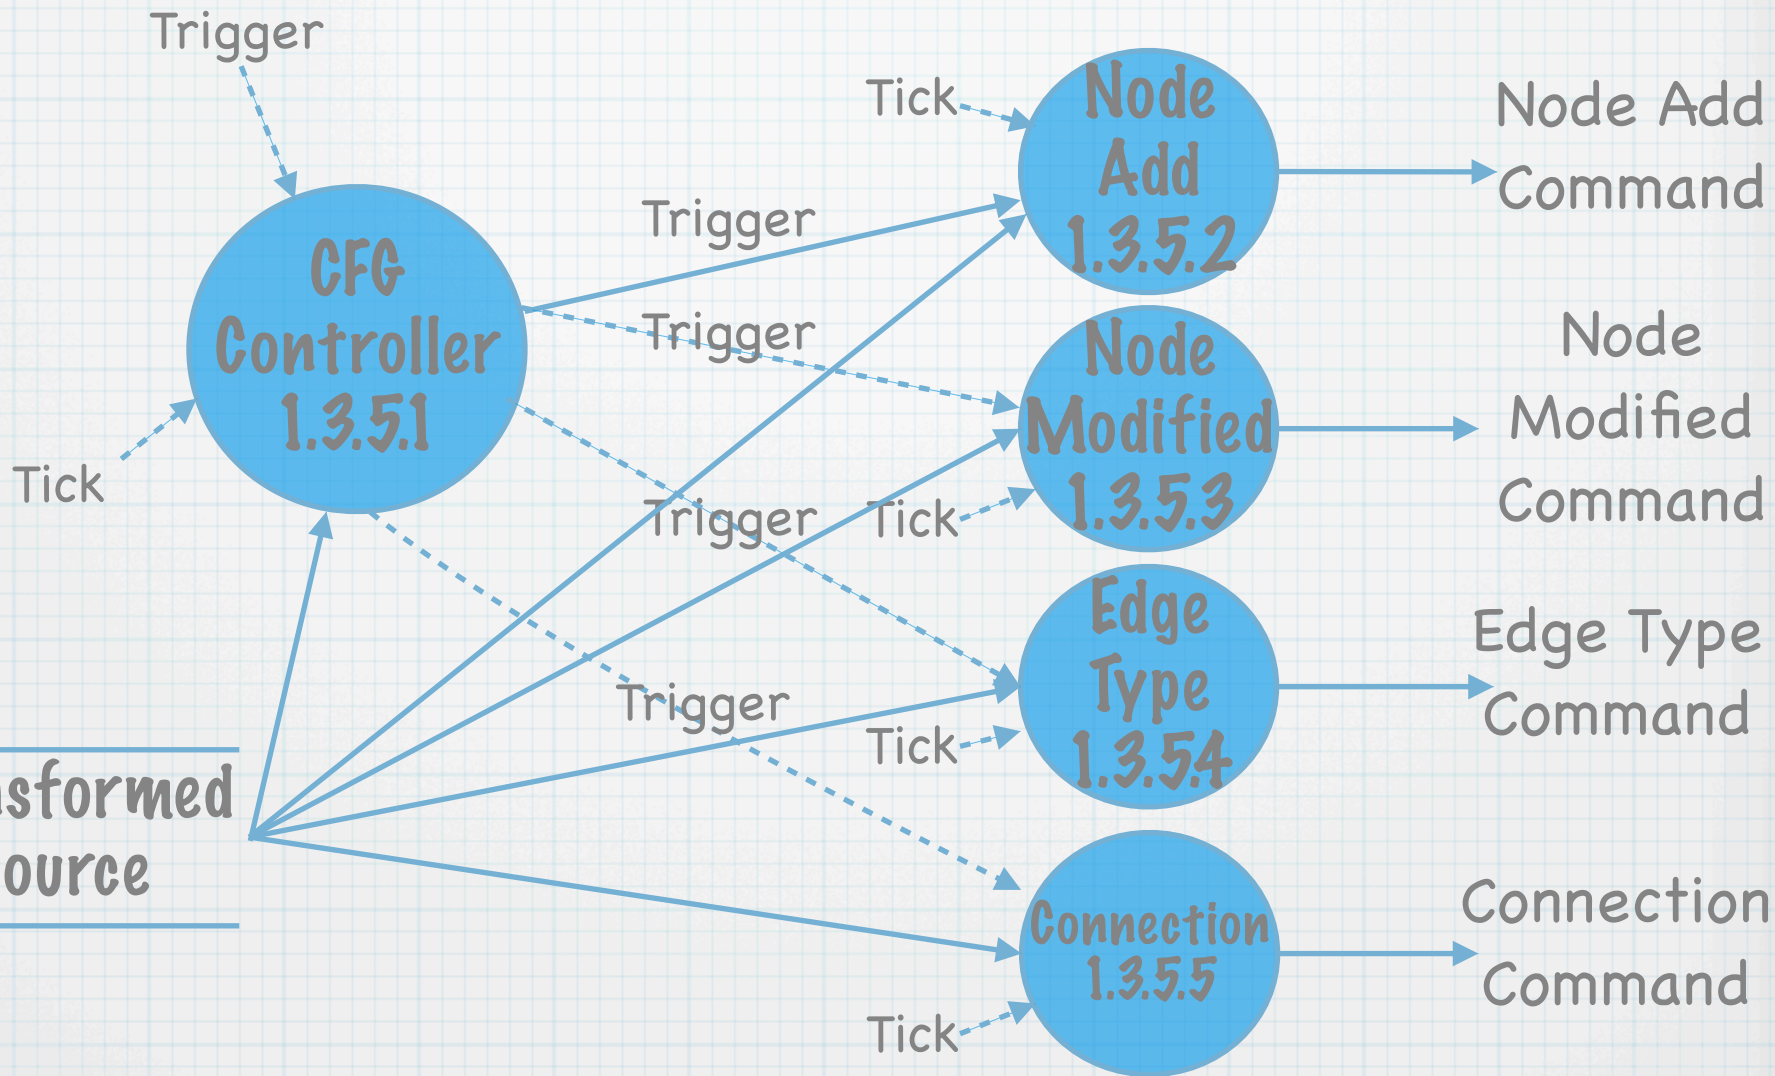 Trigger
Tick
Node
Add
1.3.5.2
Node Add
Command
Trigger
CFG
Controller
1.3.5.1
Trigger
Node
Modified
1.3.5.3
Node
Modified
Command
Tick
Trigger
Tick
Edge
Type
1.3.5.4
Edge Type
Command
Trigger
Tick
nsformed
ource
Connection
1.3.5.5
Connection
Command
Tick